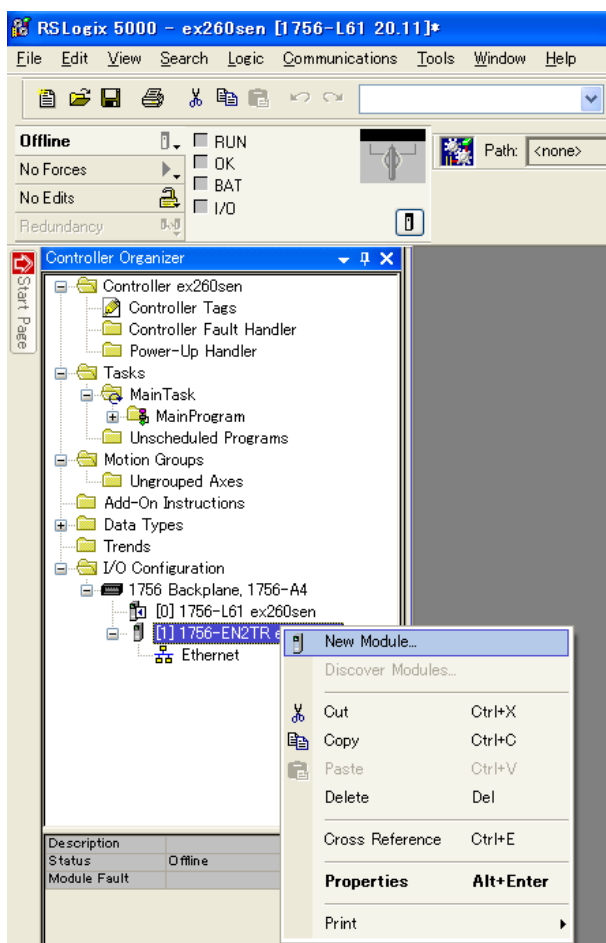 RSLogix 5000 - ex260sen [1756-L61 20.11]*
File Edit View Search Logic Communications Tools Window Help
Offline
RUN
No Forces
OK
Path: <none>
No Edits
BAT
I/O
Redundancy
Start Page
Controller Organizer
Controller ex260sen
Controller Tags
Controller Fault Handler
Power-Up Handler
Tasks
MainTask
MainProgram
Unscheduled Programs
Motion Groups
Ungrouped Axes
Add-On Instructions
Data Types
Trends
I/O Configuration
1756 Backplane, 1756-A4
[0] 1756-L61 ex260sen
[1] 1756-EN2TR
Ethernet
New Module...
Discover Modules...
Cut Ctrl+X
Copy Ctrl+C
Paste Ctrl+V
Delete Del
Cross Reference Ctrl+E
Properties Alt+Enter
Print
Description
Status Offline
Module Fault